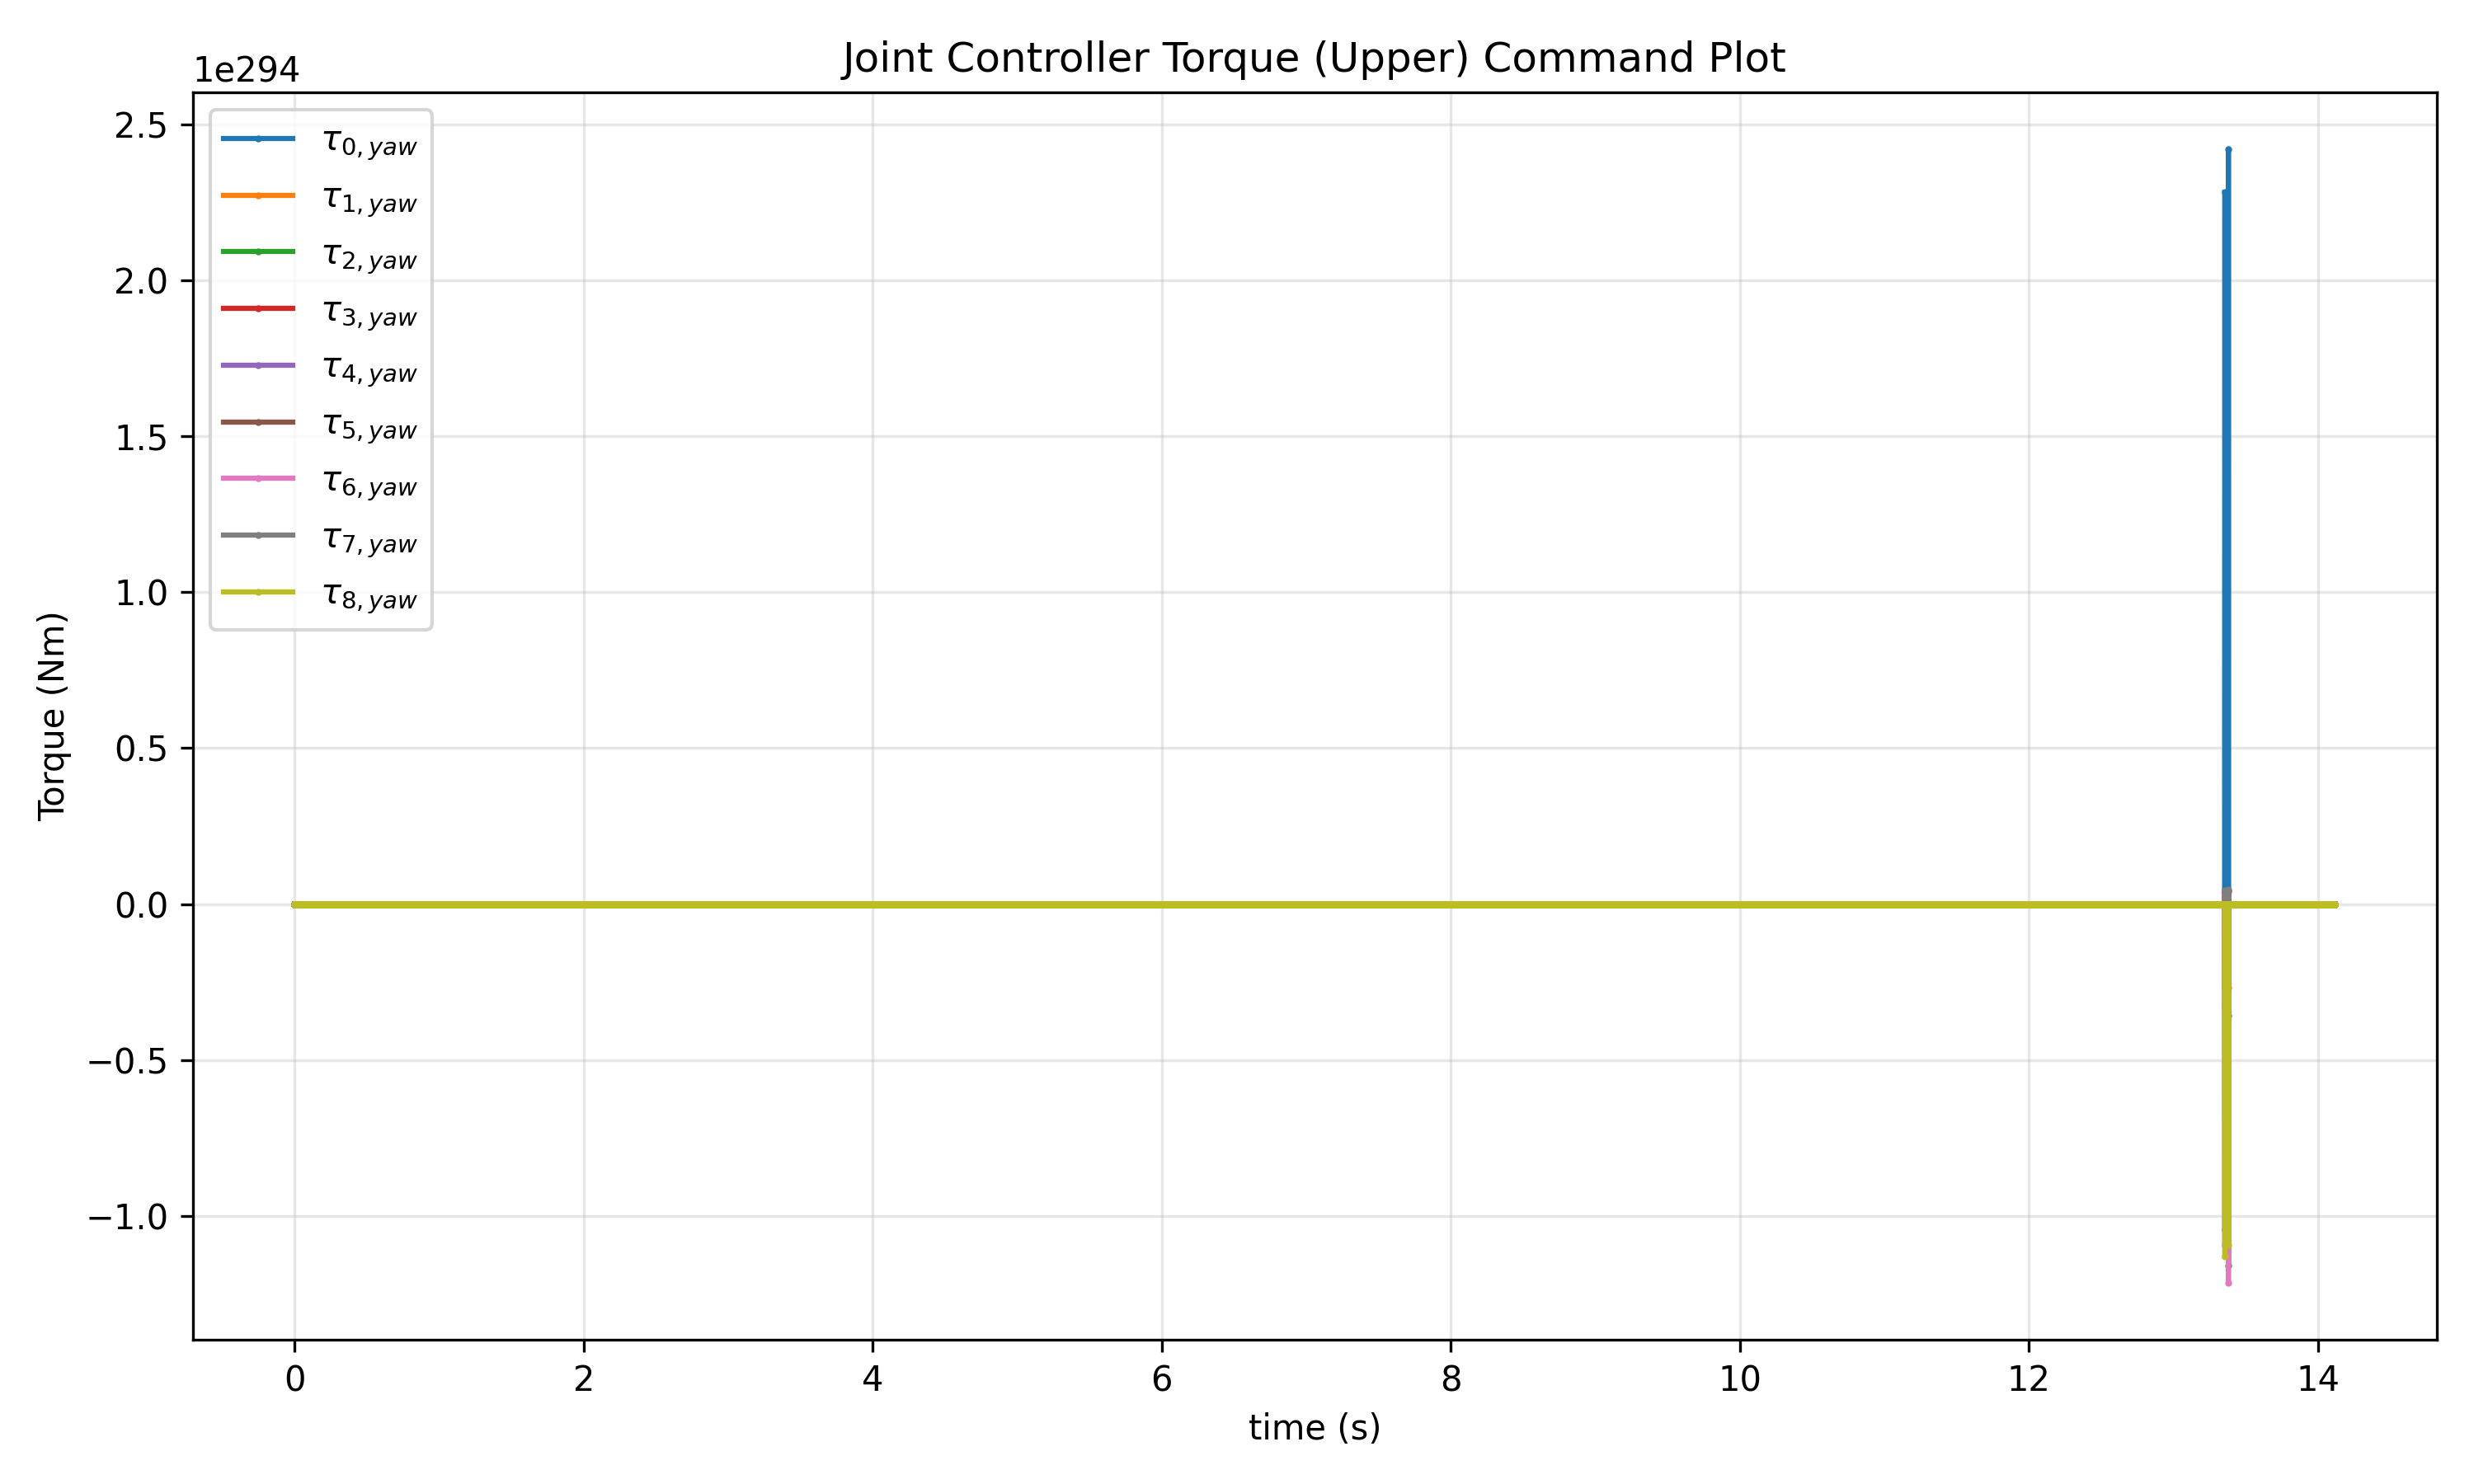 Joint Controller Torque (Upper) Command Plot
1e294
2.5
2.0
1.5
1.0
0.5
0.0
−0.5
−1.0
Torque (Nm)
τ0, yaw
τ1, yaw
τ2, yaw
τ3, yaw
τ4, yaw
τ5, yaw
τ6, yaw
τ7, yaw
τ8, yaw
0 2 4 6 8 10 12 14
time (s)